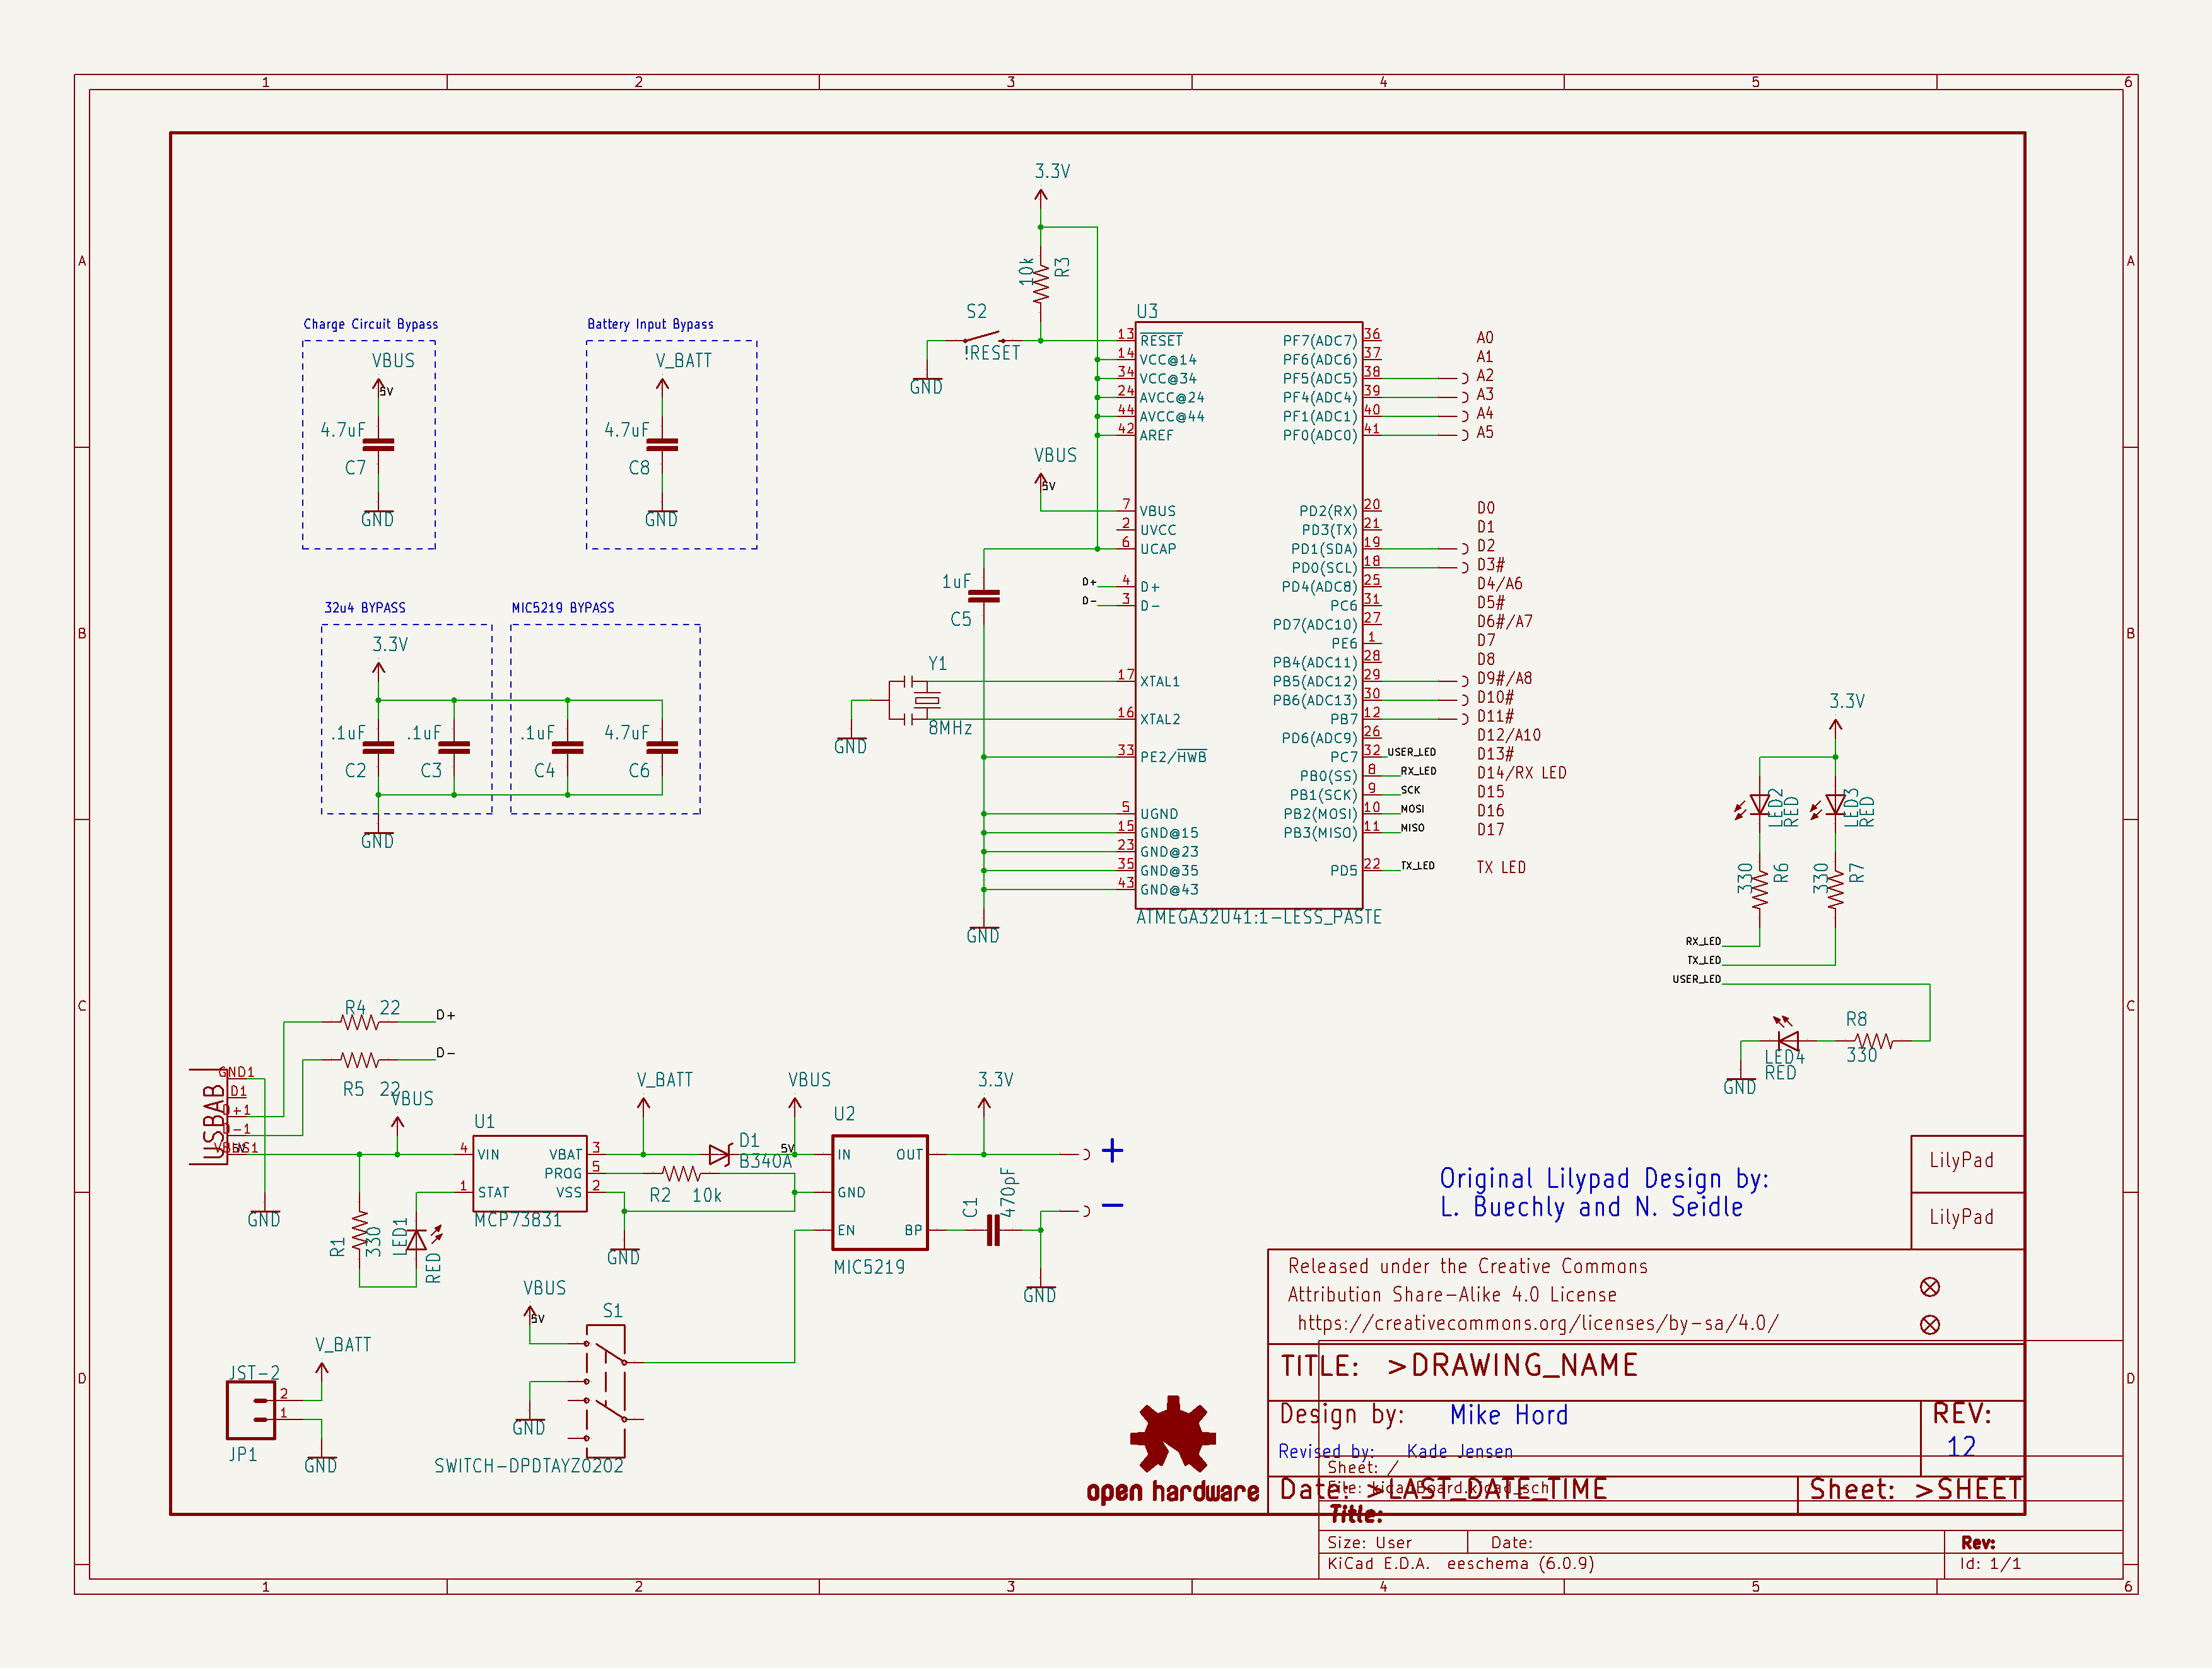 1 2 3 4 5 6
A
B
C
D
A
B
C
D
3.3V
10k
R3
S2
!RESET
GND
U3
13 RESET
14 VCC@14
34 VCC@34
24 AVCC@24
44 AVCC@44
42 AREF
VBUS
5V
7 VBUS
2 UVCC
6 UCAP
D+ 4 D+
D- 3 D-
1uF
C5
Y1
8MHz
GND
17 XTAL1
16 XTAL2
33 PE2/HWB
5 UGND
15 GND@15
23 GND@23
35 GND@35
43 GND@43
GND
ATMEGA32U41:1-LESS_PASTE
PF7(ADC7) 36 A0
PF6(ADC6) 37 A1
PF5(ADC5) 38 A2
PF4(ADC4) 39 A3
PF1(ADC1) 40 A4
PF0(ADC0) 41 A5
PD2(RX) 20 D0
PD3(TX) 21 D1
PD1(SDA) 19 D2
PD0(SCL) 18 D3#
PD4(ADC8) 25 D4/A6
PC6 31 D5#
PD7(ADC10) 27 D6#/A7
PE6 1 D7
PB4(ADC11) 28 D8
PB5(ADC12) 29 D9#/A8
PB6(ADC13) 30 D10#
PB7 12 D11#
PD6(ADC9) 26 D12/A10
PC7 32 USER_LED D13#
PB0(SS) 8 RX_LED D14/RX LED
PB1(SCK) 9 SCK D15
PB2(MOSI) 10 MOSI D16
PB3(MISO) 11 MISO D17
PD5 22 TX_LED TX LED
Charge Circuit Bypass
VBUS
5V
4.7uF
C7
GND
Battery Input Bypass
V_BATT
4.7uF
C8
GND
32u4 BYPASS
MIC5219 BYPASS
3.3V
.1uF .1uF .1uF 4.7uF
C2 C3 C4 C6
GND
3.3V
LED2
RED
LED3
RED
330
R6
330
R7
RX_LED
TX_LED
USER_LED
R8
330
LED4
RED
GND
R4 22
D+
D-
R5 22
USBAB
GND1
D1
D+1
D-1
VBUS1
5V
VBUS
GND
R1
330
LED1
RED
U1
4 VIN
1 STAT
VBAT 3
PROG 5
VSS 2
MCP73831
V_BATT
D1
B340A
R2 10k
GND
VBUS
5V
U2
IN
GND
EN
OUT
BP
MIC5219
3.3V
C1
470pF
GND
+
-
VBUS
5V
S1
GND
SWITCH-DPDTAYZ0202
V_BATT
JST-2
2
1
JP1
GND
Original Lilypad Design by:
L. Buechly and N. Seidle
LilyPad
LilyPad
Released under the Creative Commons
Attribution Share-Alike 4.0 License
https://creativecommons.org/licenses/by-sa/4.0/
TITLE: >DRAWING_NAME
Design by: Mike Hord
Revised by: Kade Jensen
REV:
12
Date: >LAST_DATE_TIME
Sheet: >SHEET
open hardware
Sheet: /
File: kicadBoard.kicad_sch
Title:
Size: User Date: Rev:
KiCad E.D.A. eeschema (6.0.9) Id: 1/1
1 2 3 4 5 6